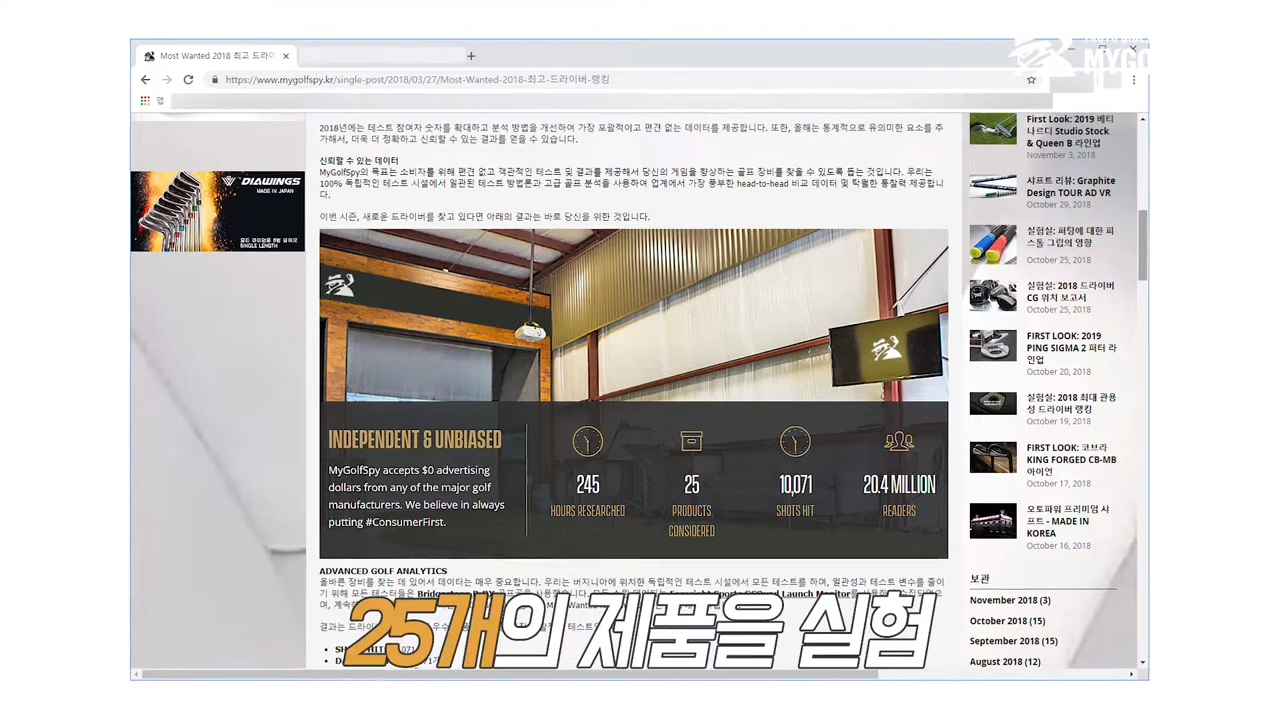 Most Wanted 2018 최고 드라이
https://www.mygolfspy.kr/single-post/2018/03/27/Most-Wanted-2018-최고-드라이버-랭킹
MYGO
앱
2018년에는 테스트 참여자 숫자를 확대하고 분석 방법을 개선하여 가장 포괄적이고 편견 없는 데이터를 제공합니다. 또한, 올해는 통계적으로 유의미한 요소를 추
가해서, 더욱 더 정확하고 신뢰할 수 있는 결과를 얻을 수 있습니다.
신뢰할 수 있는 데이터
MyGolfSpy의 목표는 소비자를 위해 편견 없고 객관적인 테스트 및 결과를 제공해서 당신의 게임을 향상하는 골프 장비를 찾을 수 있도록 돕는 것입니다. 우리는
100% 독립적인 테스트 시설에서 일관된 테스트 방법론과 고급 골프 분석을 사용하여 업계에서 가장 풍부한 head-to-head 비교 데이터 및 탁월한 통찰력 제공합니
다.
이번 시즌, 새로운 드라이버를 찾고 있다면 아래의 결과는 바로 당신을 위한 것입니다.
DIAWINGS
MADE IN JAPAN
모든 아이언을 8번 길이로
SINGLE LENGTH
INDEPENDENT & UNBIASED
MyGolfSpy accepts $0 advertising
dollars from any of the major golf
manufacturers. We believe in always
putting #ConsumerFirst.
245
HOURS RESEARCHED
25
PRODUCTS
CONSIDERED
10,071
SHOTS HIT
20.4 MILLION
READERS
ADVANCED GOLF ANALYTICS
올바른 장비를 찾는 데 있어서 데이터는 매우 중요합니다. 우리는 버지니아에 위치한 독립적인 테스트 시설에서 모든 테스트를 하며, 일관성과 테스트 변수를 줄이
기 위해 모든 테스터들은
25개의 제품을 실험
First Look: 2019 베티
나르디 Studio Stock
& Queen B 라인업
November 3, 2018
샤프트 리뷰: Graphite
Design TOUR AD VR
October 29, 2018
실험실: 퍼팅에 대한 피
스톨 그립의 영향
October 25, 2018
실험실: 2018 드라이버
CG 위치 보고서
October 25, 2018
FIRST LOOK: 2019
PING SIGMA 2 퍼터 라
인업
October 20, 2018
실험실: 2018 최대 관용
성 드라이버 랭킹
October 19, 2018
FIRST LOOK: 코브라
KING FORGED CB-MB
아이언
October 17, 2018
오토파워 프리미엄 샤
프트 - MADE IN
KOREA
October 16, 2018
보관
November 2018 (3)
October 2018 (15)
September 2018 (15)
August 2018 (12)